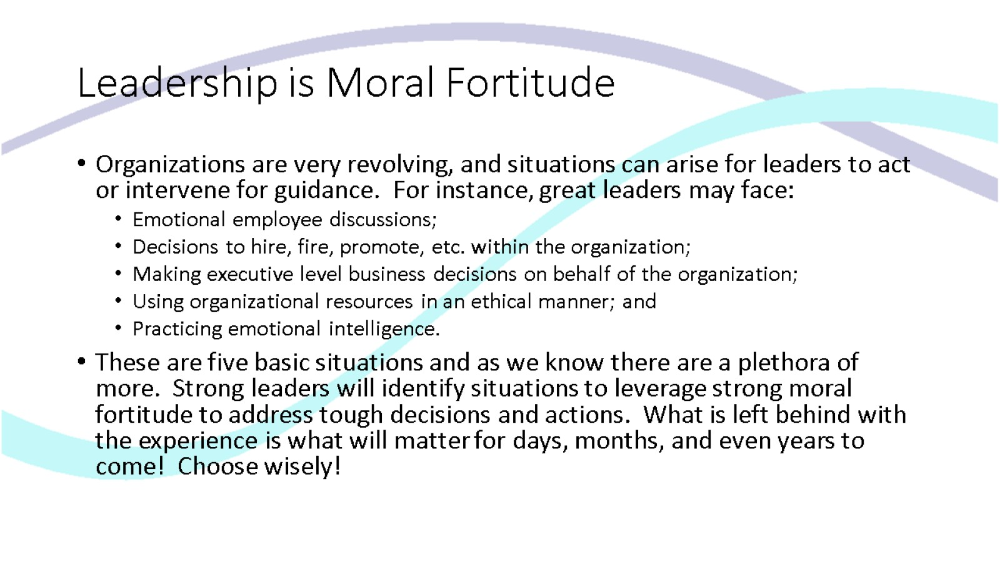 Leadership is Moral Fortitude
• Organizations are very revolving, and situations can arise for leaders to act
or intervene for guidance.  For instance, great leaders may face:
• Emotional employee discussions;
• Decisions to hire, fire, promote, etc. within the organization;
• Making executive level business decisions on behalf of the organization;
• Using organizational resources in an ethical manner; and
• Practicing emotional intelligence.
• These are five basic situations and as we know there are a plethora of
more.  Strong leaders will identify situations to leverage strong moral
fortitude to address tough decisions and actions.  What is left behind with
the experience is what will matter for days, months, and even years to
come!  Choose wisely!